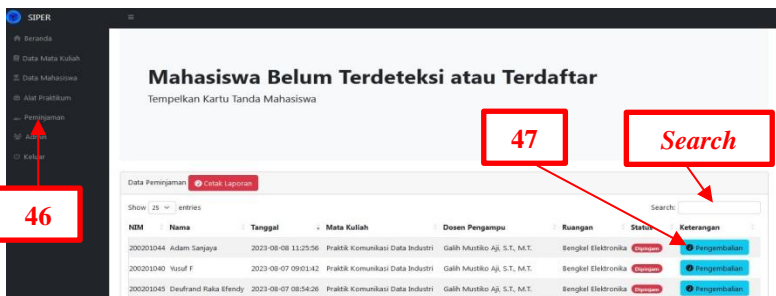 SIPER
Beranda
Data Mata Kuliah
Data Mahasiswa
Alat Praktikum
Peminjaman
Admin
Keluar
Mahasiswa Belum Terdeteksi atau Terdaftar
Tempelkan Kartu Tanda Mahasiswa
46
47
Search
Data Peminjaman Cetak Laporan
Show 25 entries Search:
NIM Nama Tanggal Mata Kuliah Dosen Pengampu Ruangan Status Keterangan
200201044 Adam Sanjaya 2023-08-08 11:25:56 Praktik Komunikasi Data Industri Galih Mustiko Aji, S.T., M.T. Bengkel Elektronika Dipinjam Pengembalian
200201040 Yusuf F 2023-08-07 09:01:42 Praktik Komunikasi Data Industri Galih Mustiko Aji, S.T., M.T. Bengkel Elektronika Dipinjam Pengembalian
200201045 Deufrand Raka Efendy 2023-08-07 08:54:26 Praktik Komunikasi Data Industri Galih Mustiko Aji, S.T., M.T. Bengkel Elektronika Dipinjam Pengembalian